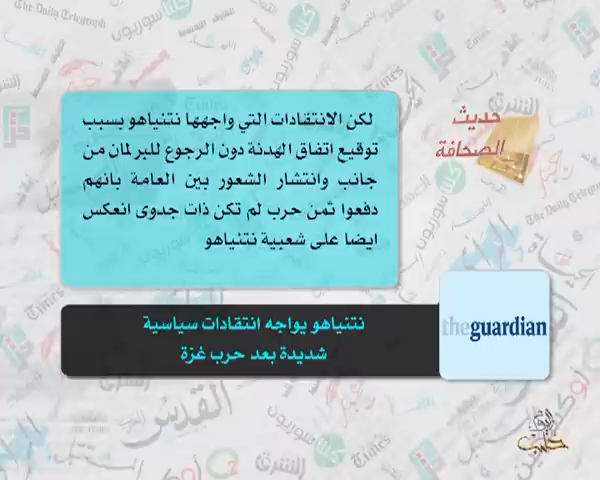 حديث
الصحافة
لكن الانتقادات التي واجهها نتنياهو بسبب
توقيع اتفاق الهدنة دون الرجوع للبرلمان من
جانب وانتشار الشعور بين العامة بانهم
دفعوا ثمن حرب لم تكن ذات جدوى انعكس
ايضا على شعبية نتنياهو
theguardian
نتنياهو يواجه انتقادات سياسية
شديدة بعد حرب غزة